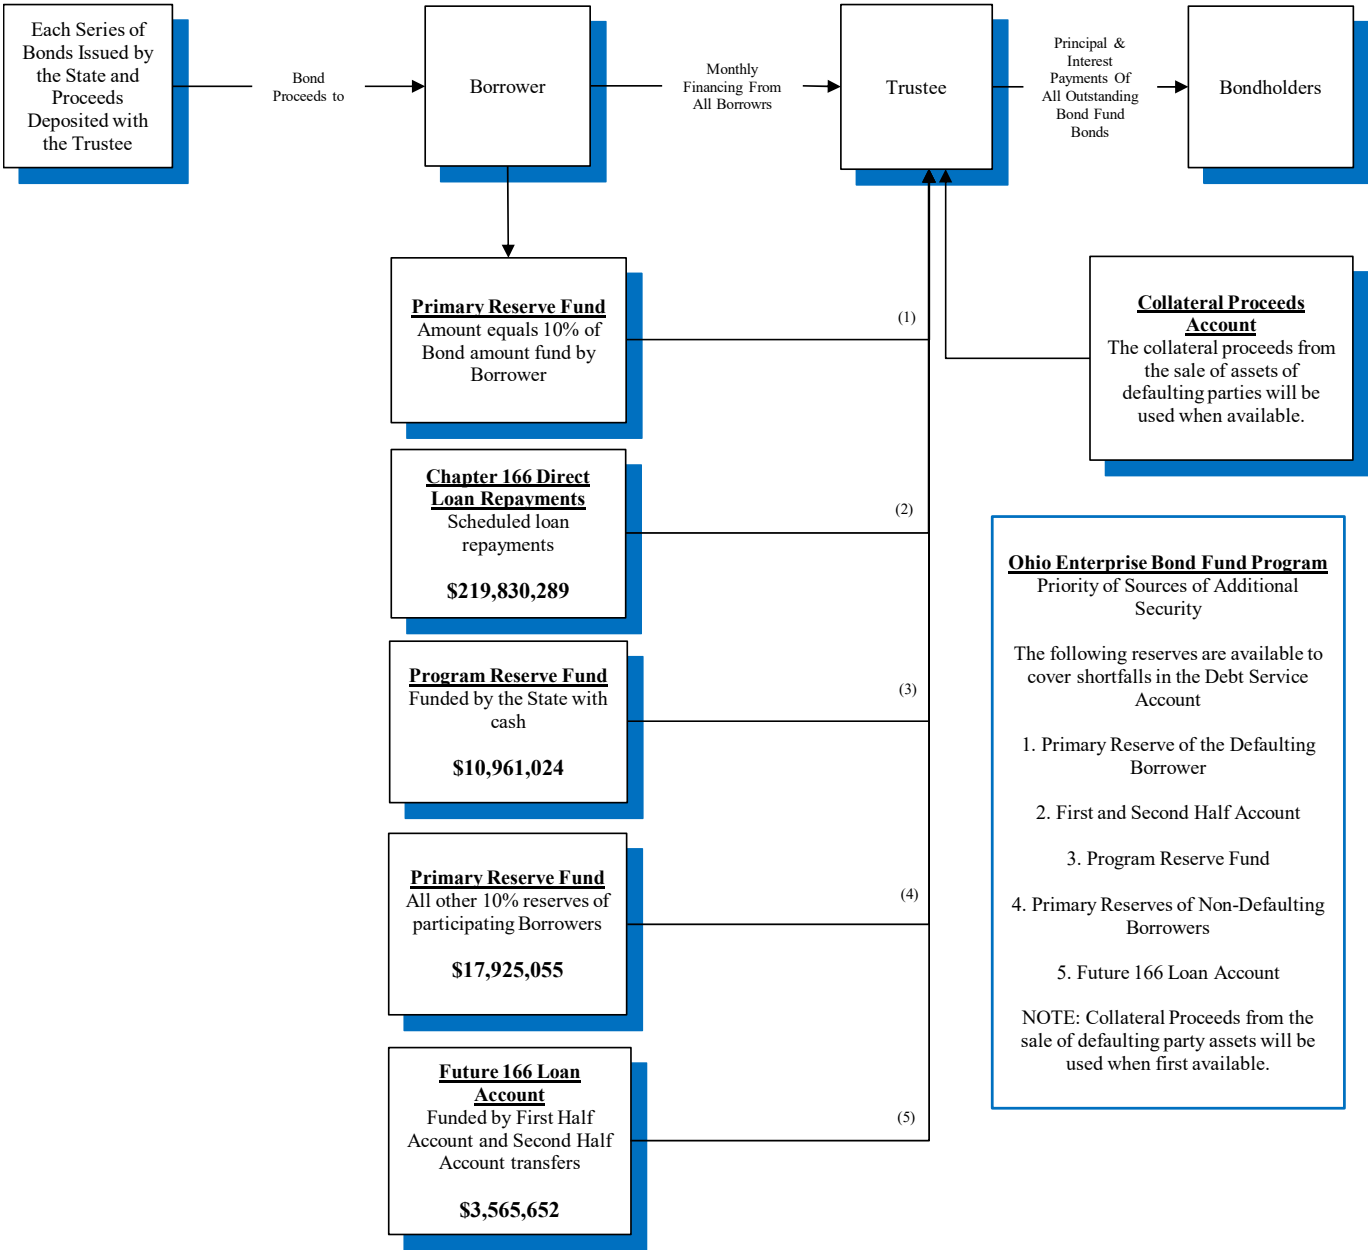 Each Series of
Bonds Issued by
the State and
Proceeds
Deposited with
the Trustee
Bond
Proceeds to
Borrower
Monthly
Financing From
All Borrowrs
Trustee
Principal &
Interest
Payments Of
All Outstanding
Bond Fund
Bonds
Bondholders
Primary Reserve Fund
Amount equals 10% of
Bond amount fund by
Borrower
(1)
Collateral Proceeds
Account
The collateral proceeds from
the sale of assets of
defaulting parties will be
used when available.
Chapter 166 Direct
Loan Repayments
Scheduled loan
repayments
$219,830,289
(2)
Program Reserve Fund
Funded by the State with
cash
$10,961,024
(3)
Primary Reserve Fund
All other 10% reserves of
participating Borrowers
$17,925,055
(4)
Future 166 Loan
Account
Funded by First Half
Account and Second Half
Account transfers
$3,565,652
(5)
Ohio Enterprise Bond Fund Program
Priority of Sources of Additional
Security
The following reserves are available to
cover shortfalls in the Debt Service
Account
1. Primary Reserve of the Defaulting
Borrower
2. First and Second Half Account
3. Program Reserve Fund
4. Primary Reserves of Non-Defaulting
Borrowers
5. Future 166 Loan Account
NOTE: Collateral Proceeds from the
sale of defaulting party assets will be
used when first available.